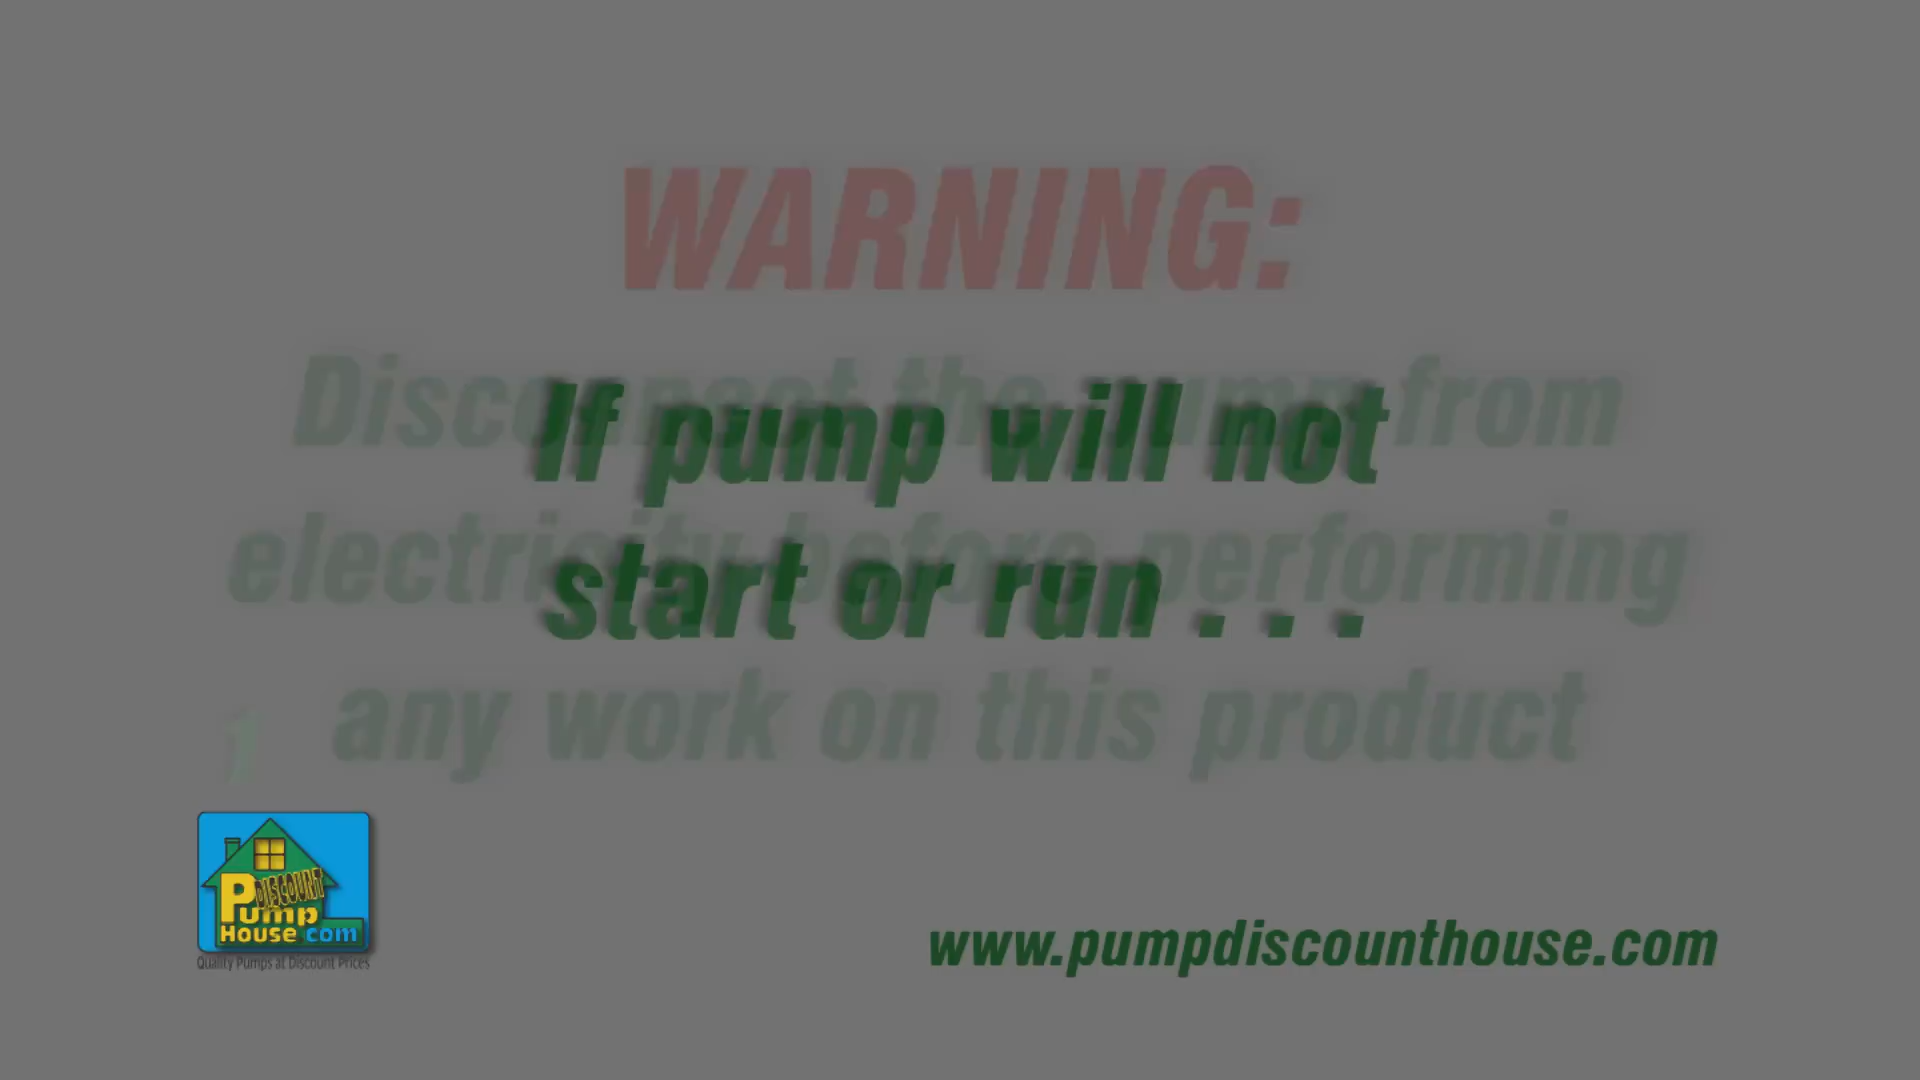 WARNING:
Disconnect the pump from
If pump will not
electricity before performing
start or run . . .
any work on this product
1
DISCOUNT
Pump
House.com
Quality Pumps at Discount Prices
www.pumpdiscounthouse.com